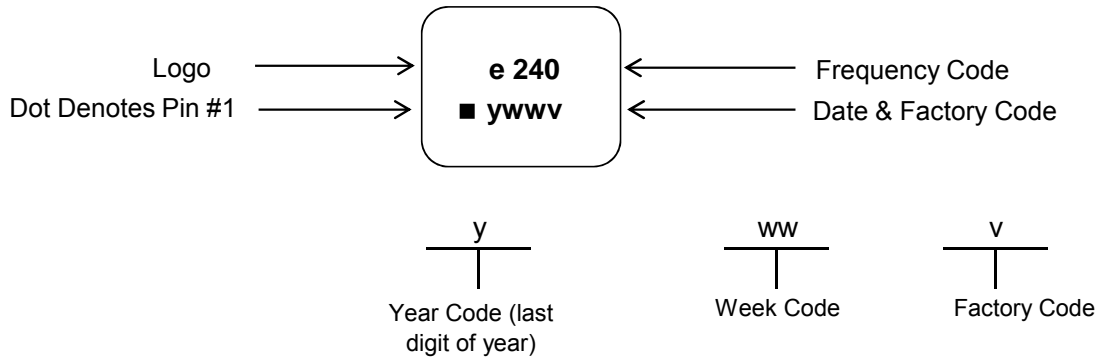 Logo
e 240
Frequency Code
Dot Denotes Pin #1
■ ywwv
Date & Factory Code
y
ww
v
Year Code (last
digit of year)
Week Code
Factory Code